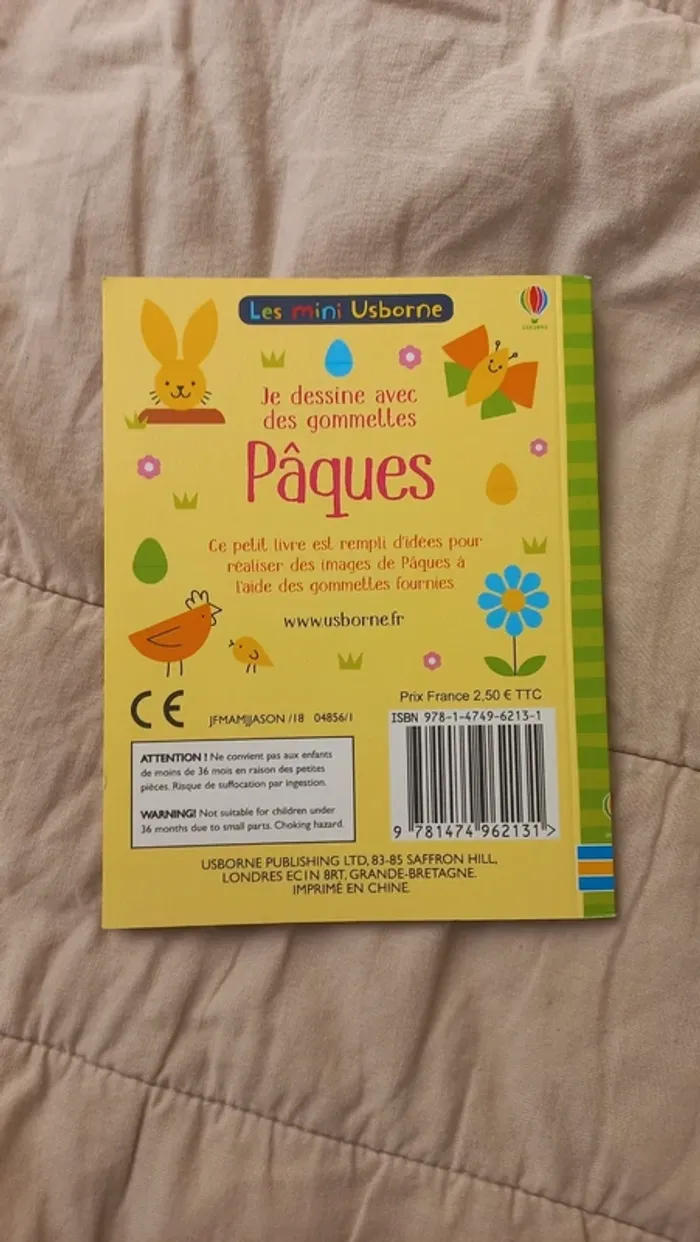 Les mini Usborne
USBORNE
Je dessine avec
des gommettes
Pâques
Ce petit livre est rempli d'idées pour
réaliser des images de Pâques à
l'aide des gommettes fournies
www.usborne.fr
Prix France 2,50 € TTC
CE
JFMAMJJASON /18 04856/1
ISBN 978-1-4749-6213-1
ATTENTION ! Ne convient pas aux enfants
de moins de 36 mois en raison des petites
pièces. Risque de suffocation par ingestion.
WARNING! Not suitable for children under
36 months due to small parts. Choking hazard.
9 781474 962131 >
USBORNE PUBLISHING LTD, 83-85 SAFFRON HILL,
LONDRES EC1N 8RT, GRANDE-BRETAGNE.
IMPRIMÉ EN CHINE.